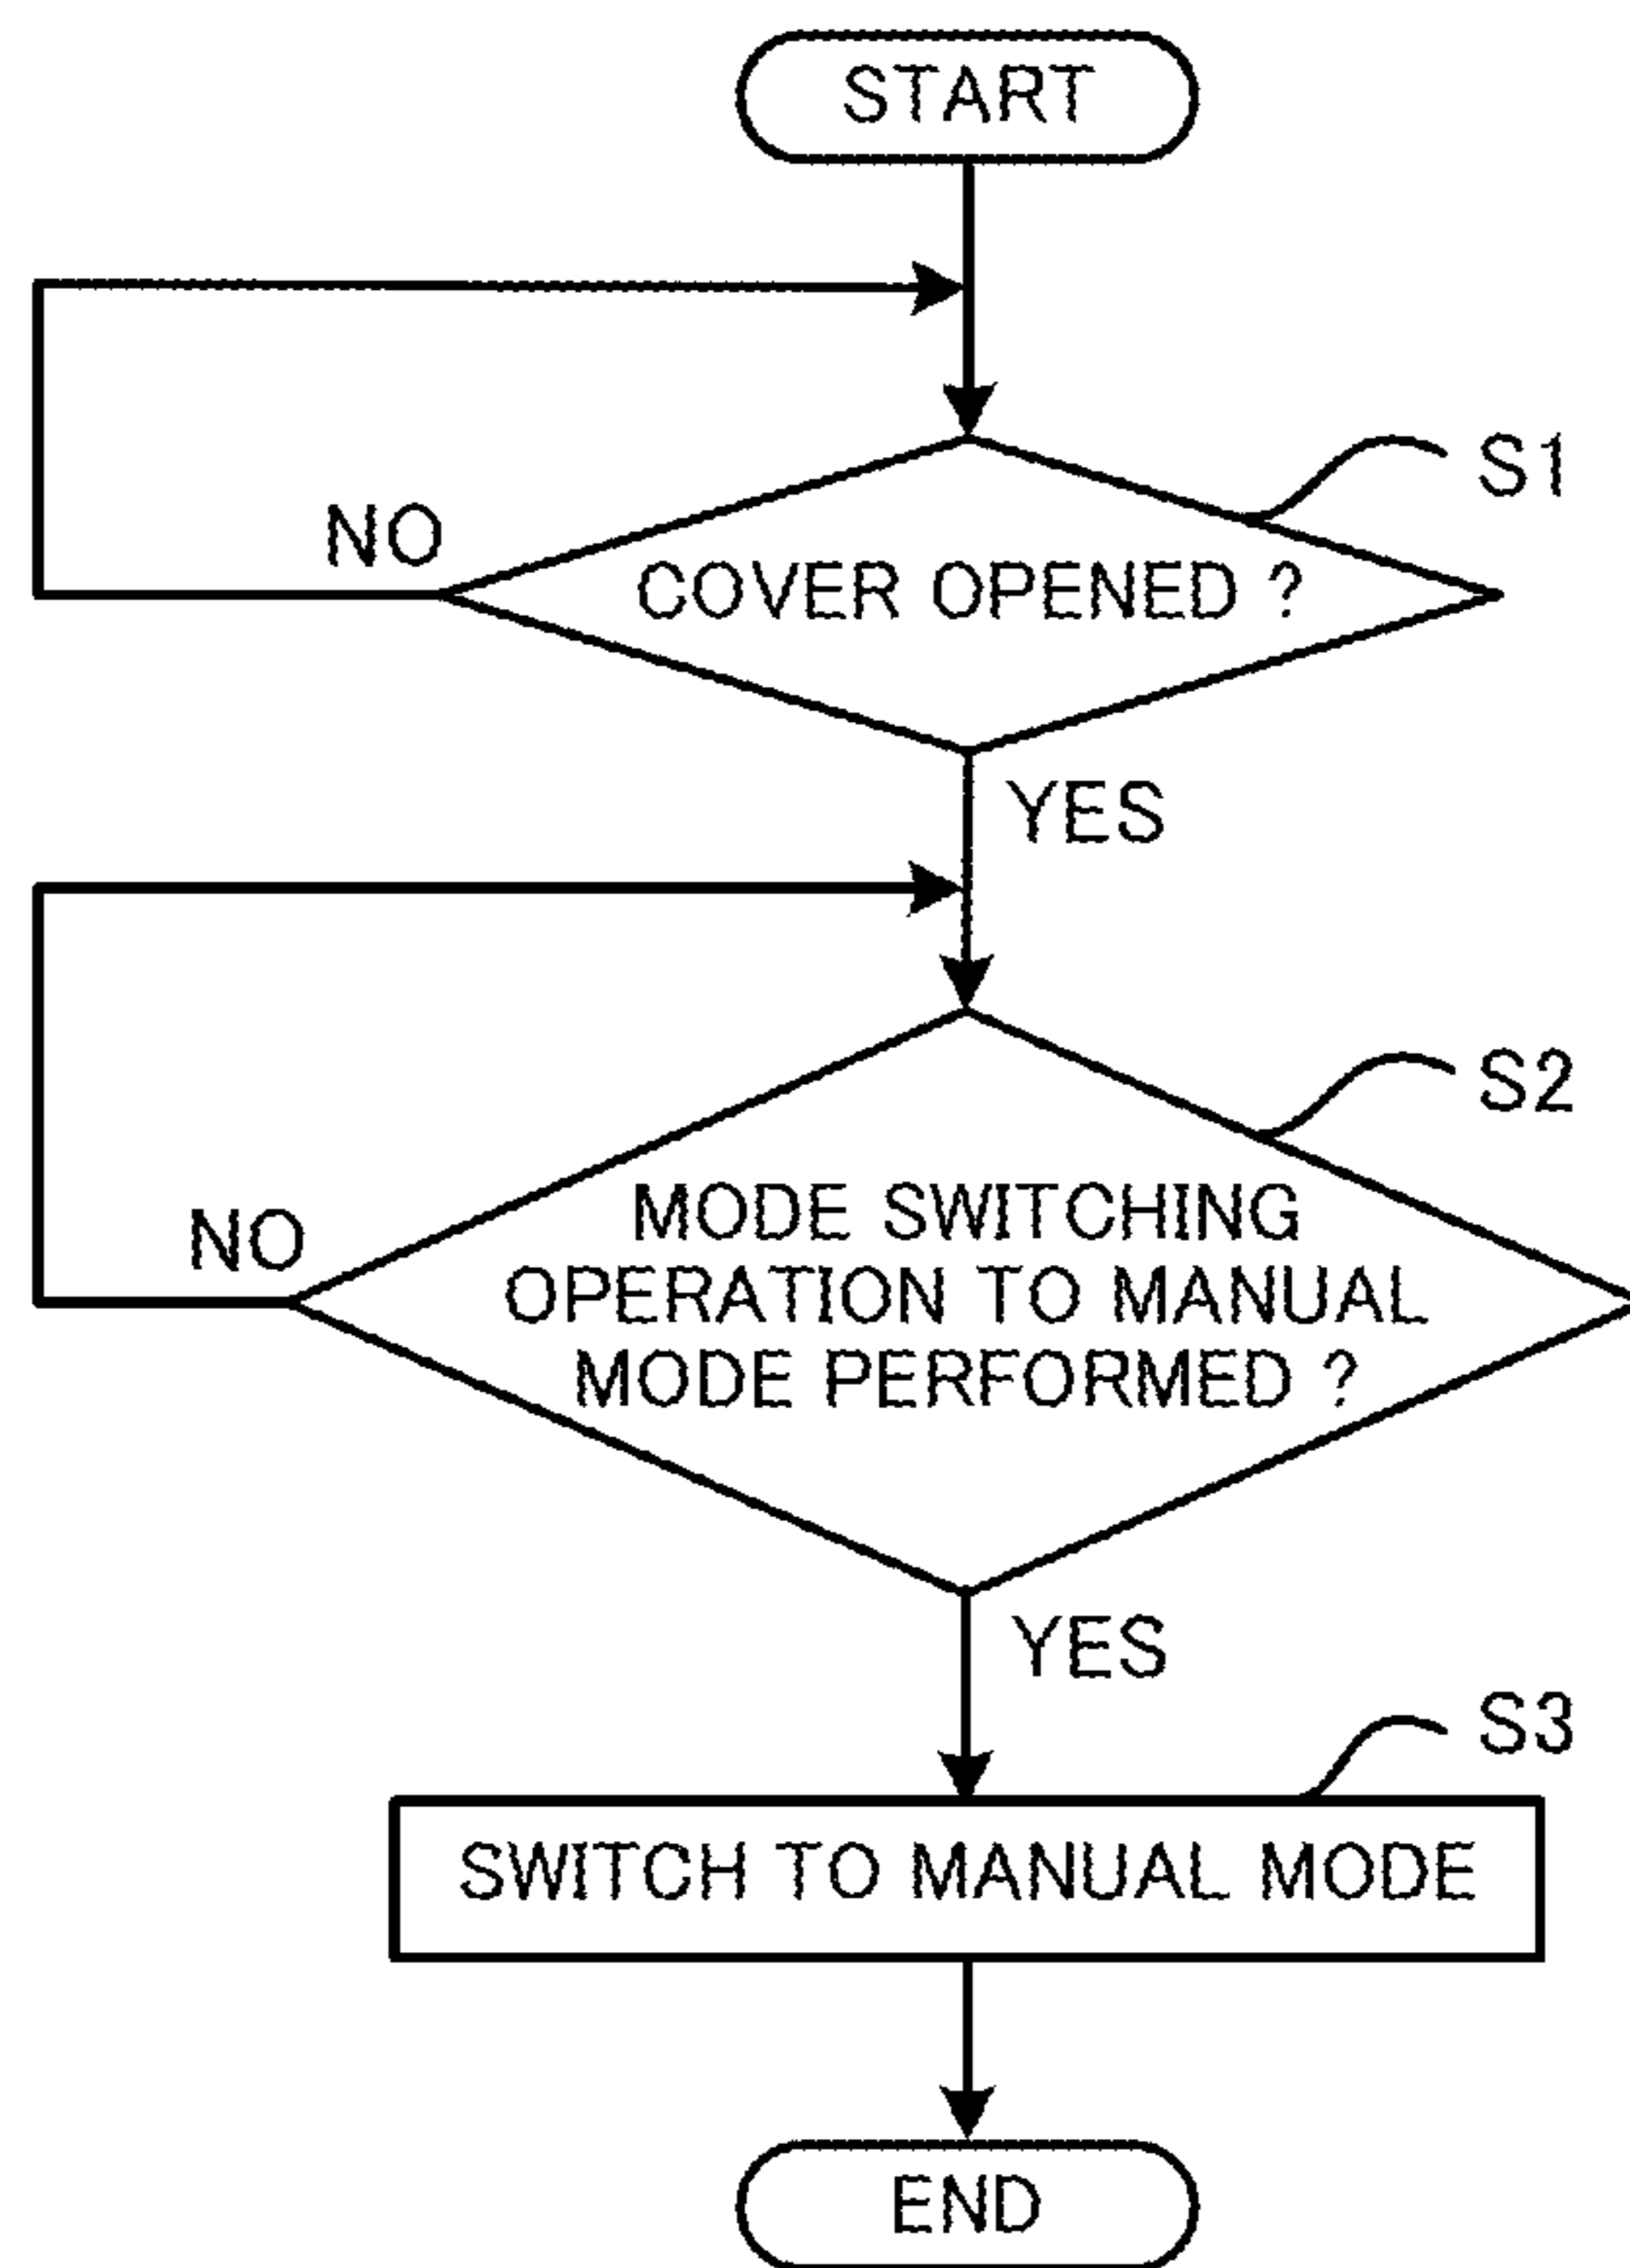 START
S1
NO
COVER OPENED ?
YES
S2
NO
MODE SWITCHING
OPERATION TO MANUAL
MODE PERFORMED ?
YES
S3
SWITCH TO MANUAL MODE
END